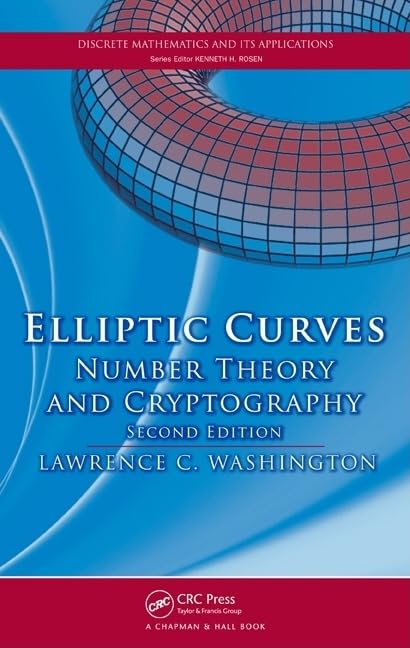 DISCRETE MATHEMATICS AND ITS APPLICATIONS
Series Editor KENNETH H. ROSEN
ELLIPTIC CURVES
NUMBER THEORY
AND CRYPTOGRAPHY
SECOND EDITION
LAWRENCE C. WASHINGTON
CRC CRC Press
Taylor & Francis Group
A CHAPMAN & HALL BOOK